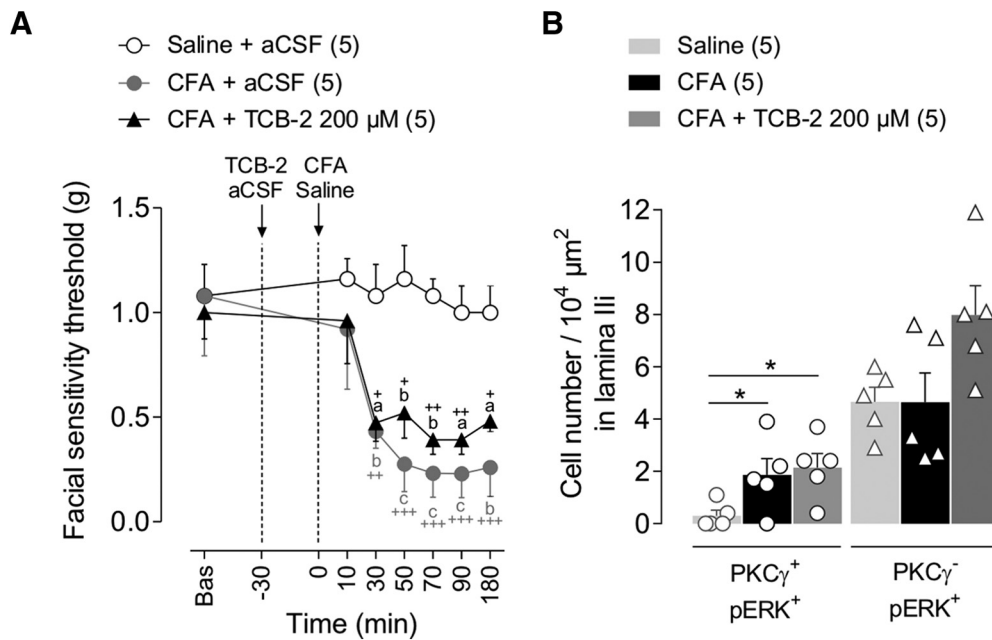 A
Saline + aCSF (5)
CFA + aCSF (5)
CFA + TCB-2 200 µM (5)
TCB-2 CFA
aCSF Saline
Facial sensitivity threshold (g)
1.5
1.0
0.5
0.0
+ + ++ ++ +
a b b a a
b c c c b
++ +++ +++ +++ +++
Bas -30 0 10 30 50 70 90 180
Time (min)
B
Saline (5)
CFA (5)
CFA + TCB-2 200 µM (5)
Cell number / 10⁴ µm²
in lamina IIi
12
10
8
6
4
2
0
*
*
PKCγ⁺ PKCγ⁻
pERK⁺ pERK⁺